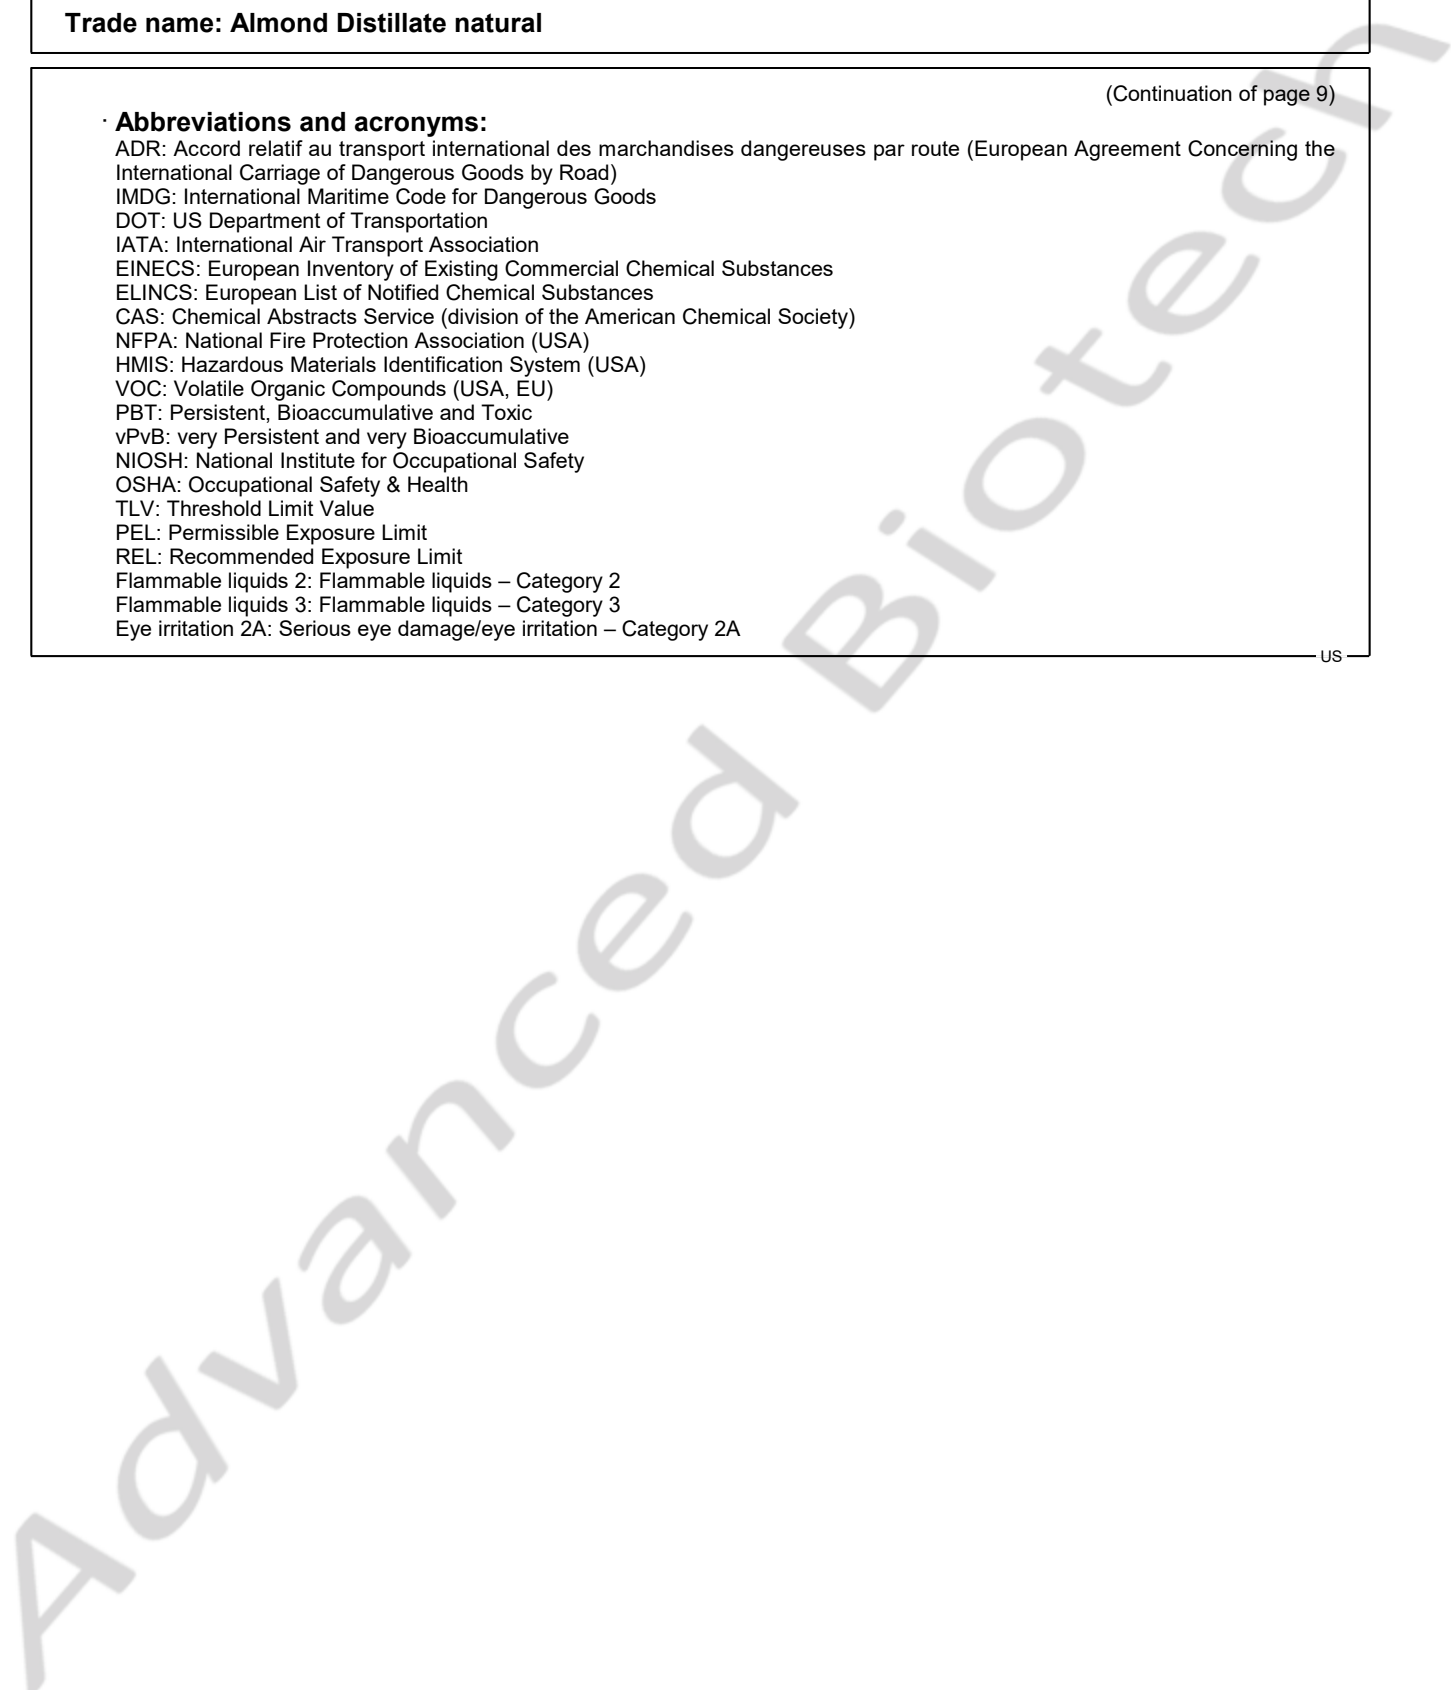 Trade name: Almond Distillate natural
(Continuation of page 9)
· Abbreviations and acronyms:
ADR: Accord relatif au transport international des marchandises dangereuses par route (European Agreement Concerning the
International Carriage of Dangerous Goods by Road)
IMDG: International Maritime Code for Dangerous Goods
DOT: US Department of Transportation
IATA: International Air Transport Association
EINECS: European Inventory of Existing Commercial Chemical Substances
ELINCS: European List of Notified Chemical Substances
CAS: Chemical Abstracts Service (division of the American Chemical Society)
NFPA: National Fire Protection Association (USA)
HMIS: Hazardous Materials Identification System (USA)
VOC: Volatile Organic Compounds (USA, EU)
PBT: Persistent, Bioaccumulative and Toxic
vPvB: very Persistent and very Bioaccumulative
NIOSH: National Institute for Occupational Safety
OSHA: Occupational Safety & Health
TLV: Threshold Limit Value
PEL: Permissible Exposure Limit
REL: Recommended Exposure Limit
Flammable liquids 2: Flammable liquids – Category 2
Flammable liquids 3: Flammable liquids – Category 3
Eye irritation 2A: Serious eye damage/eye irritation – Category 2A
US
Advanced Biotech